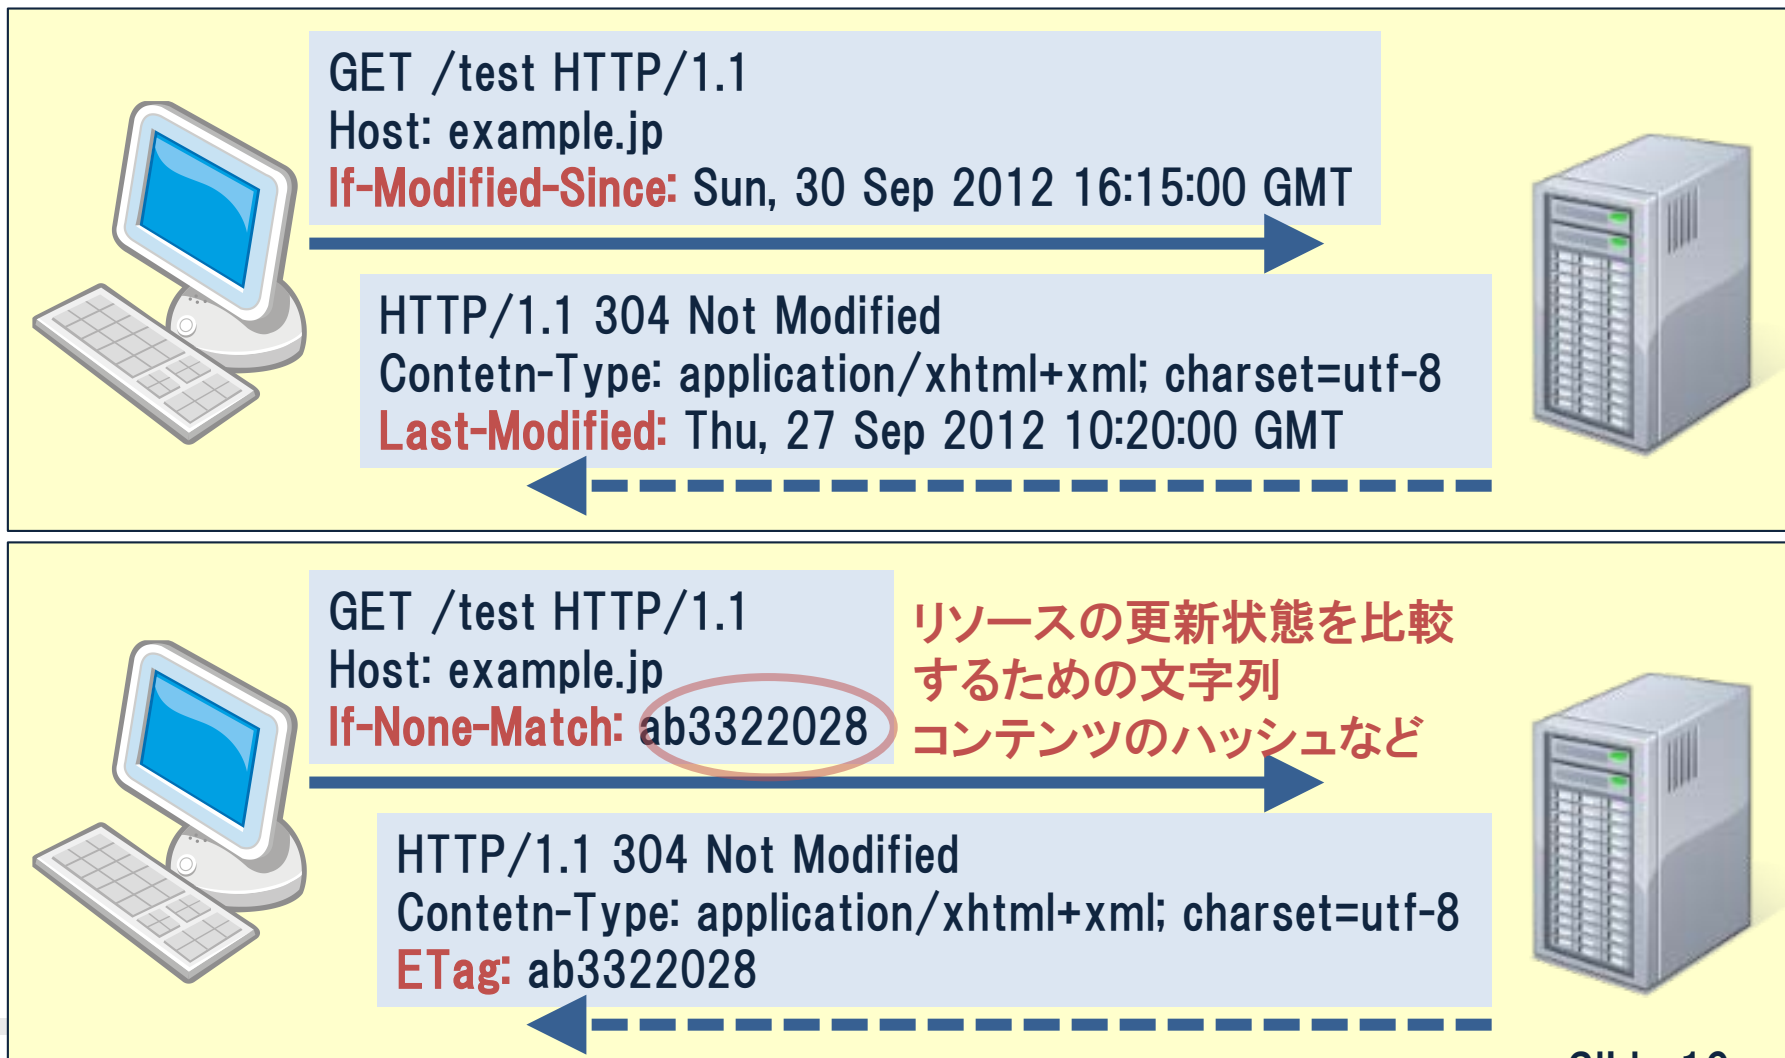 GET /test HTTP/1.1
Host: example.jp
If-Modified-Since: Sun, 30 Sep 2012 16:15:00 GMT
HTTP/1.1 304 Not Modified
Contetn-Type: application/xhtml+xml; charset=utf-8
Last-Modified: Thu, 27 Sep 2012 10:20:00 GMT
GET /test HTTP/1.1
Host: example.jp
If-None-Match: ab3322028
リソースの更新状態を比較
するための文字列
コンテンツのハッシュなど
HTTP/1.1 304 Not Modified
Contetn-Type: application/xhtml+xml; charset=utf-8
ETag: ab3322028